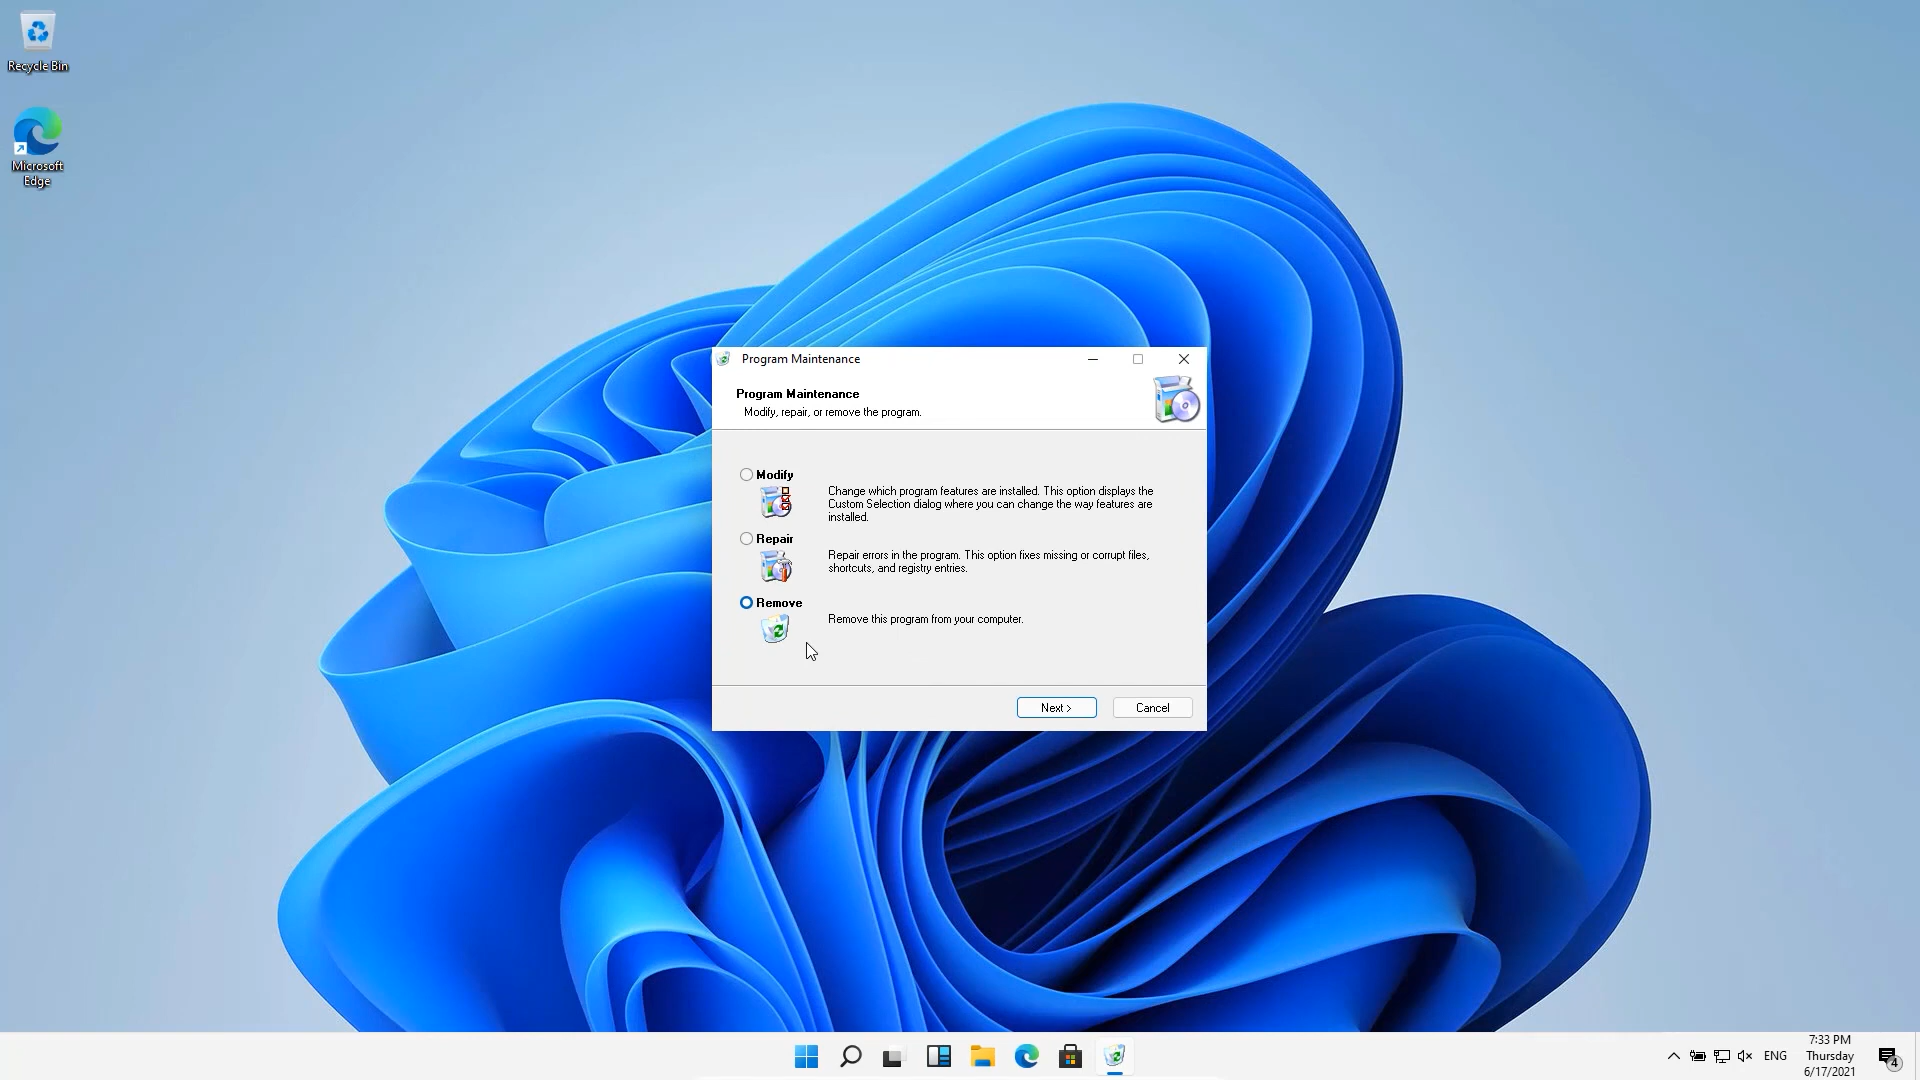 Recycle Bin
Microsoft
Edge
Program Maintenance
Program Maintenance
Modify, repair, or remove the program.
Modify
Change which program features are installed. This option displays the
Custom Selection dialog where you can change the way features are
installed.
Repair
Repair errors in the program. This option fixes missing or corrupt files,
shortcuts, and registry entries.
Remove
Remove this program from your computer.
Next >
Cancel
ENG
7:33 PM
Thursday
6/17/2021
4